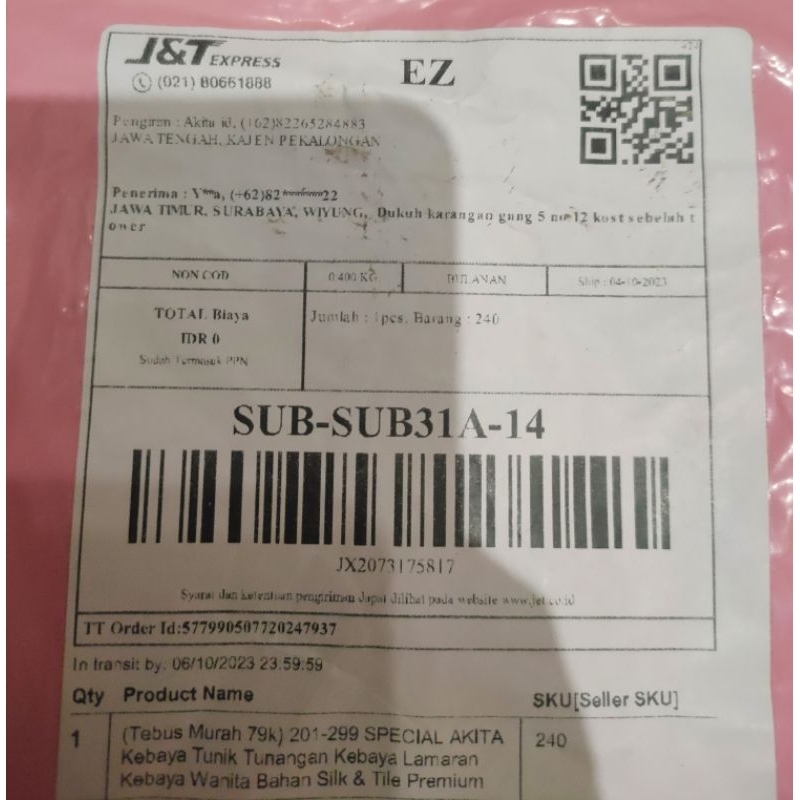 J&T EXPRESS
(021) 80661888
EZ
Pengirim : Akita id, (+62)82265284883
JAWA TENGAH, KAJEN PEKALONGAN
Penerima : V***a, (+62)82********22
JAWA TIMUR, SURABAYA, WIYUNG, Dukuh karangan gang 5 no 12 kost sebelah t
ower
NON COD
0.400 KG
Ship : 04-10-2023
TOTAL Biaya
IDR 0
Sudah Termasuk PPN
Jumlah : 1pcs, Barang : 240
SUB-SUB31A-14
JX2073175817
Syarat dan ketentuan pengiriman dapat dilihat pada website www.jet.co.id
TT Order Id:577990507720247937
In transit by: 06/10/2023 23:59:59
Qty Product Name SKU[Seller SKU]
1 (Tebus Murah 79k) 201-299 SPECIAL AKITA 240
Kebaya Tunik Tunangan Kebaya Lamaran
Kebaya Wanita Bahan Silk & Tile Premium